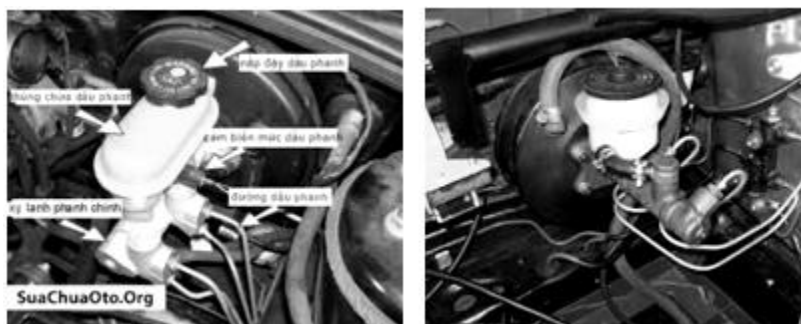 nắp đậy dầu phanh
thùng chứa dầu phanh
cảm biến mức dầu phanh
đường dầu phanh
xy lanh phanh chính
SuaChuaOto.Org